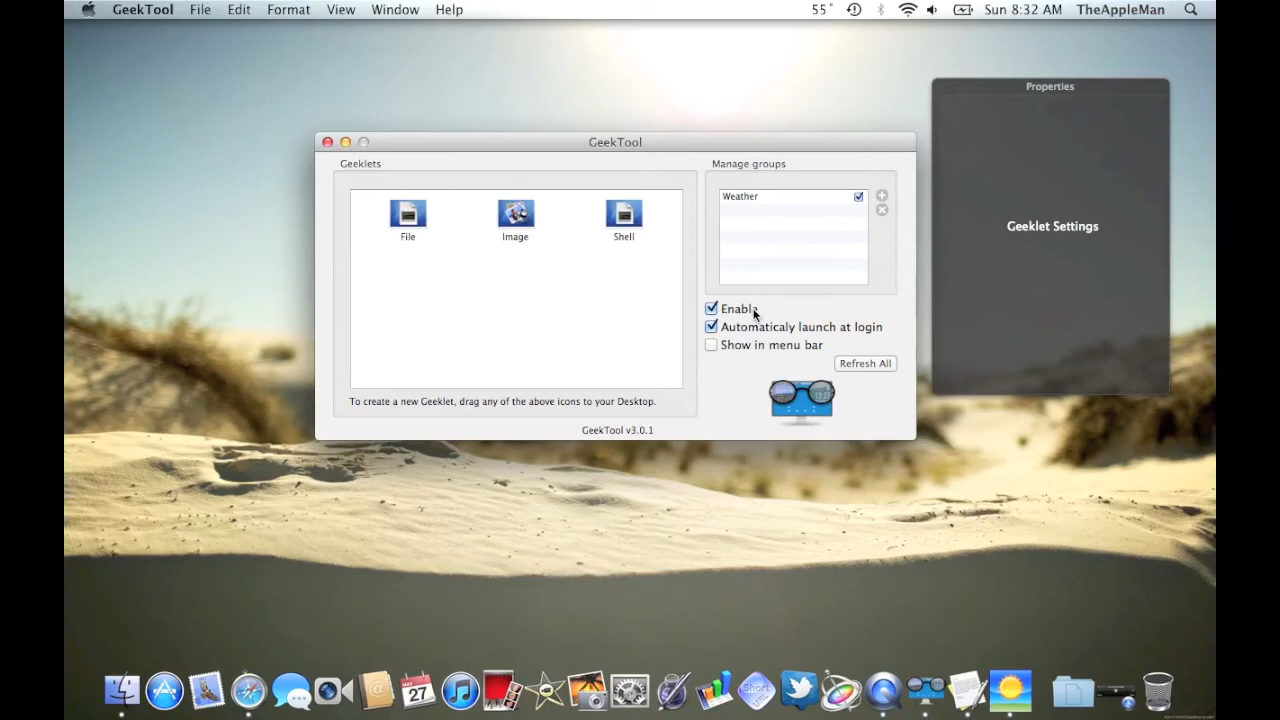 GeekTool File Edit Format View Window Help 55° Sun 8:32 AM TheAppleMan
Properties
GeekTool
Geeklets
Manage groups
Weather
File Image Shell
Geeklet Settings
Enable
Automaticaly launch at login
Show in menu bar
Refresh All
To create a new Geeklet, drag any of the above icons to your Desktop.
GeekTool v3.0.1
27